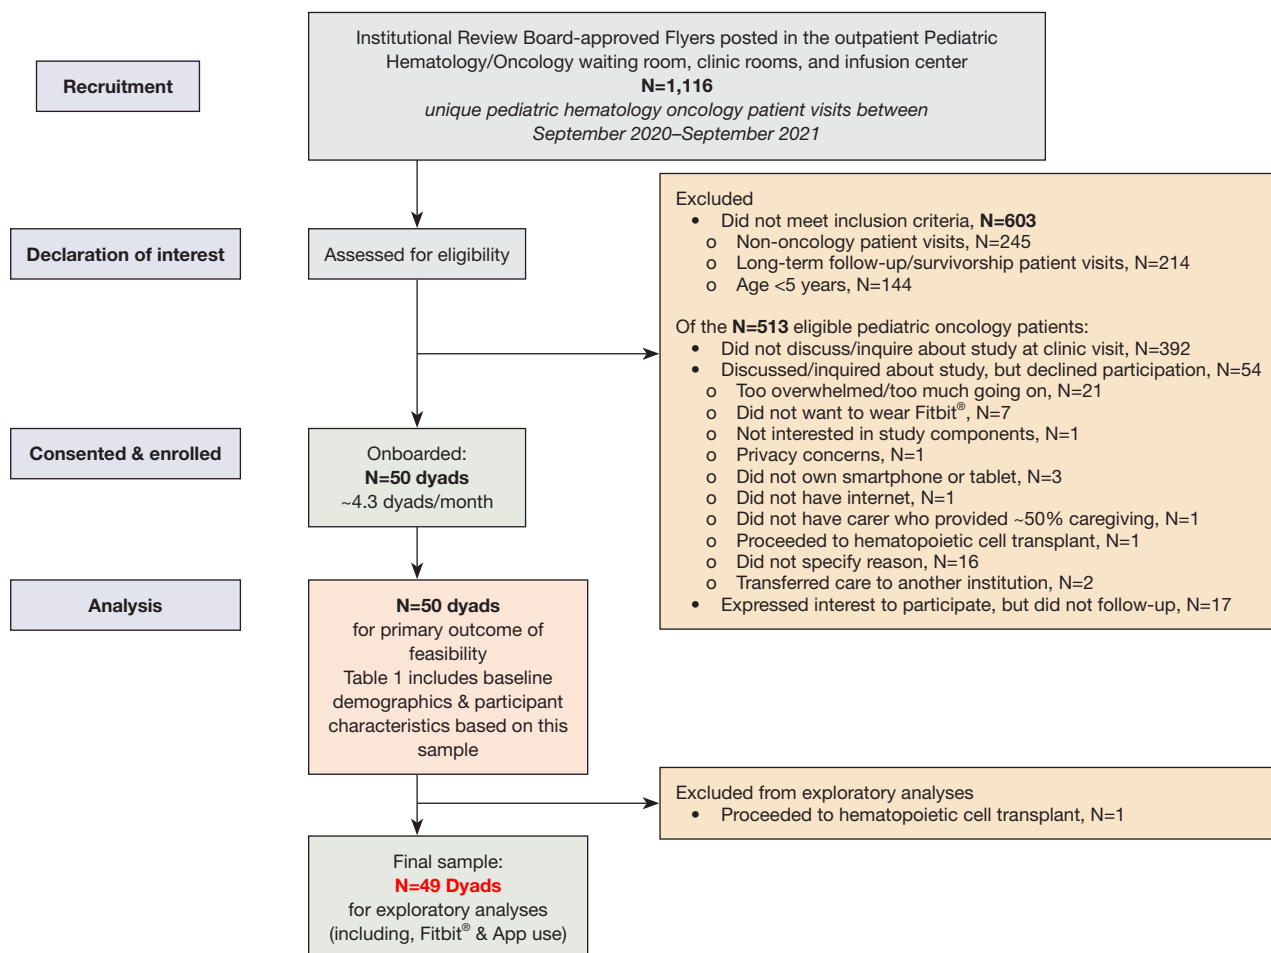 Recruitment
Institutional Review Board-approved Flyers posted in the outpatient Pediatric
Hematology/Oncology waiting room, clinic rooms, and infusion center
N=1,116
unique pediatric hematology oncology patient visits between
September 2020–September 2021
Declaration of interest
Assessed for eligibility
Excluded
• Did not meet inclusion criteria, N=603
o Non-oncology patient visits, N=245
o Long-term follow-up/survivorship patient visits, N=214
o Age <5 years, N=144
Of the N=513 eligible pediatric oncology patients:
• Did not discuss/inquire about study at clinic visit, N=392
• Discussed/inquired about study, but declined participation, N=54
o Too overwhelmed/too much going on, N=21
o Did not want to wear Fitbit®, N=7
o Not interested in study components, N=1
o Privacy concerns, N=1
o Did not own smartphone or tablet, N=3
o Did not have internet, N=1
o Did not have carer who provided ~50% caregiving, N=1
o Proceeded to hematopoietic cell transplant, N=1
o Did not specify reason, N=16
o Transferred care to another institution, N=2
• Expressed interest to participate, but did not follow-up, N=17
Consented & enrolled
Onboarded:
N=50 dyads
~4.3 dyads/month
Analysis
N=50 dyads
for primary outcome of
feasibility
Table 1 includes baseline
demographics & participant
characteristics based on this
sample
Excluded from exploratory analyses
• Proceeded to hematopoietic cell transplant, N=1
Final sample:
N=49 Dyads
for exploratory analyses
(including, Fitbit® & App use)